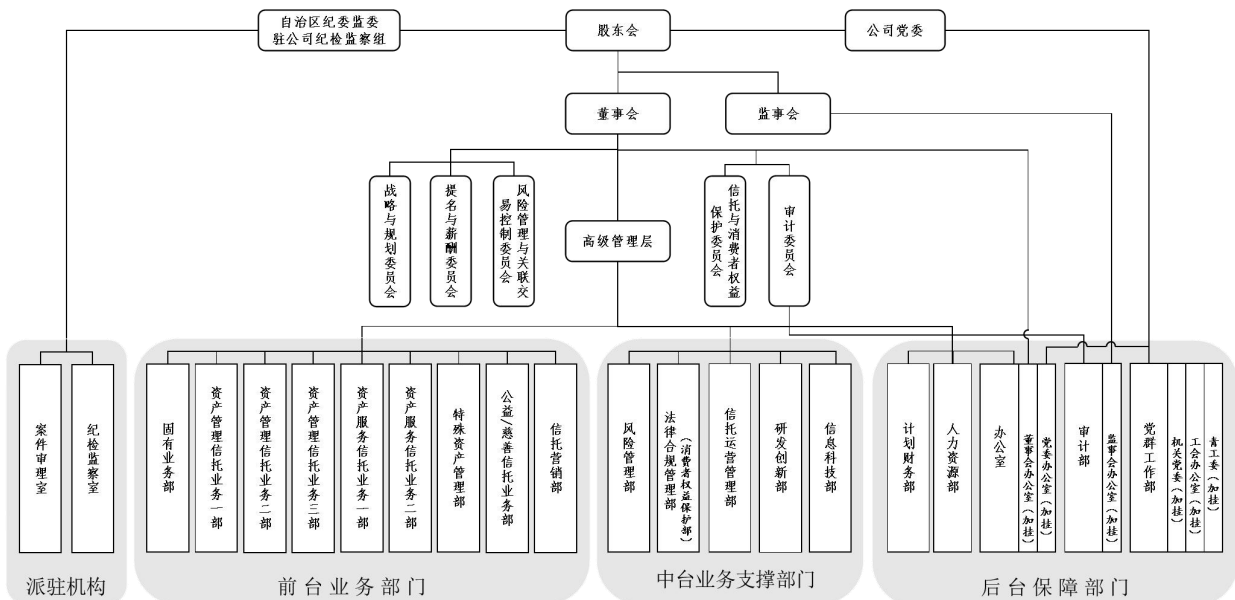 自治区纪委监委
驻公司纪检监察组
股东会
公司党委
董事会
监事会
战略与规划委员会
提名与薪酬委员会
风险管理与关联交
易控制委员会
高级管理层
信托与消费者权益
保护委员会
审计委员会
案件审理室
纪检监察室
固有业务部
资产管理信托业务一部
资产管理信托业务二部
资产管理信托业务三部
资产服务信托业务一部
资产服务信托业务二部
特殊资产管理部
公益/慈善信托业务部
信托营销部
风险管理部
法律合规管理部
(消费者权益保护部)
信托运营管理部
研发创新部
信息科技部
计划财务部
人力资源部
办公室
董事会办公室(加挂)
党委办公室(加挂)
审计部
监事会办公室(加挂)
党群工作部
机关党委(加挂)
工会办公室(加挂)
青工委(加挂)
派驻机构
前台业务部门
中台业务支撑部门
后台保障部门